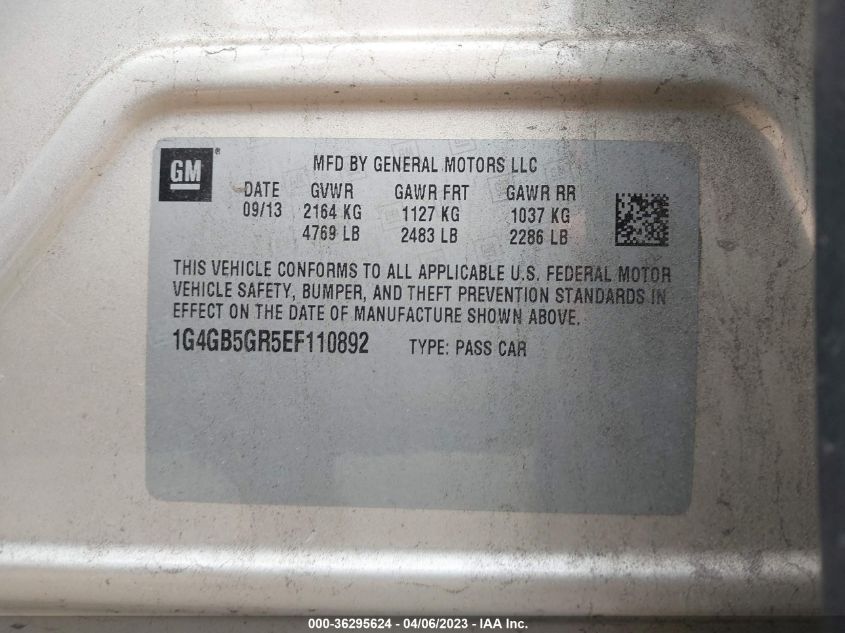 GM ®
MFD BY GENERAL MOTORS LLC
DATE GVWR GAWR FRT GAWR RR
09/13 2164 KG 1127 KG 1037 KG
4769 LB 2483 LB 2286 LB
THIS VEHICLE CONFORMS TO ALL APPLICABLE U.S. FEDERAL MOTOR
VEHICLE SAFETY, BUMPER, AND THEFT PREVENTION STANDARDS IN
EFFECT ON THE DATE OF MANUFACTURE SHOWN ABOVE.
1G4GB5GR5EF110892 TYPE: PASS CAR
000-36295624 - 04/06/2023 - IAA Inc.